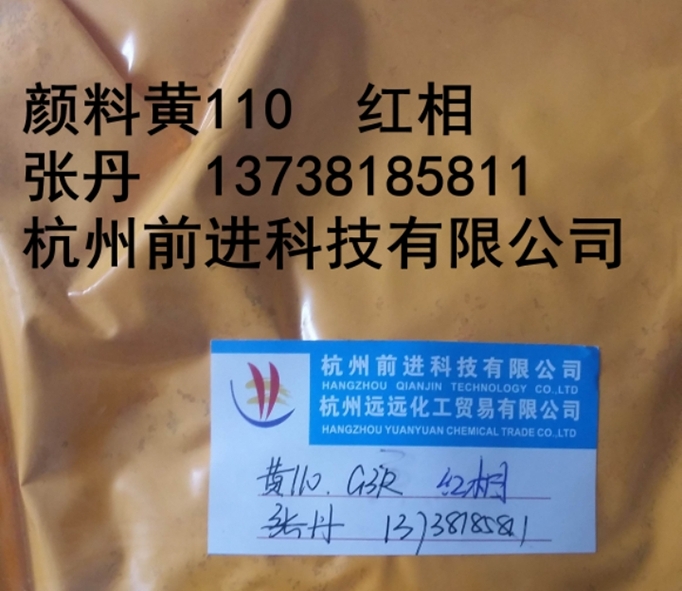 颜料黄110 红相
张丹 13738185811
杭州前进科技有限公司
杭州前进科技有限公司
HANGZHOU QIANJIN TECHNOLOGY CO.,LTD
杭州远远化工贸易有限公司
HANGZHOU YUANYUAN CHEMICAL TRADE CO.,LTD
黄110. G3R 红相
张丹 13738185811